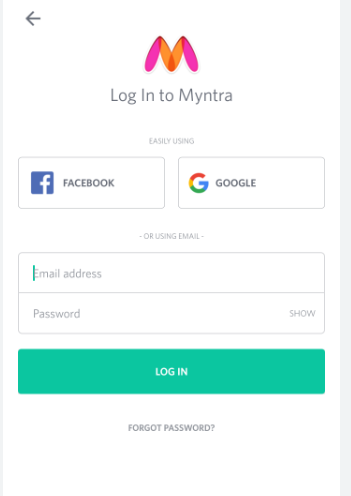 Log In to Myntra
EASILY USING
FACEBOOK
GOOGLE
- OR USING EMAIL -
Email address
Password SHOW
LOG IN
FORGOT PASSWORD?